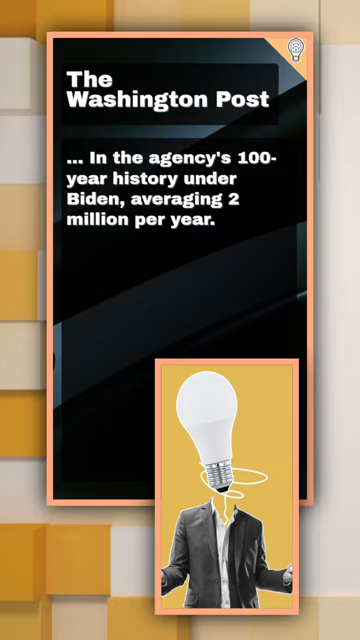 The
Washington Post
... In the agency's 100-
year history under
Biden, averaging 2
million per year.